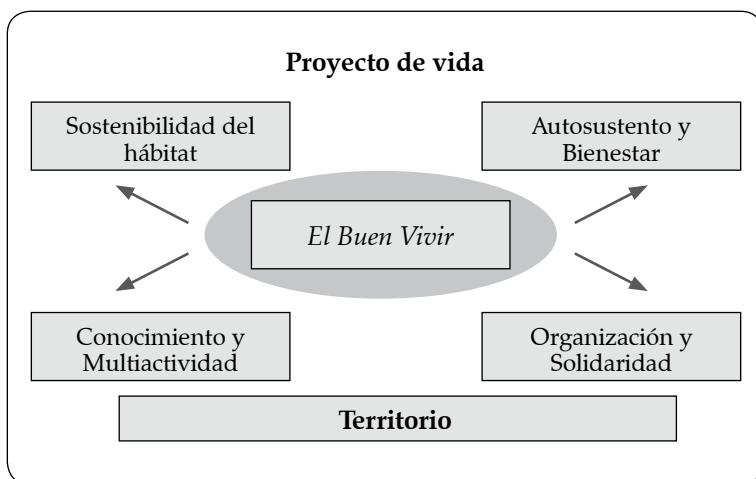 Proyecto de vida
Sostenibilidad del
hábitat
Autosustento y
Bienestar
El Buen Vivir
Conocimiento y
Multiactividad
Organización y
Solidaridad
Territorio